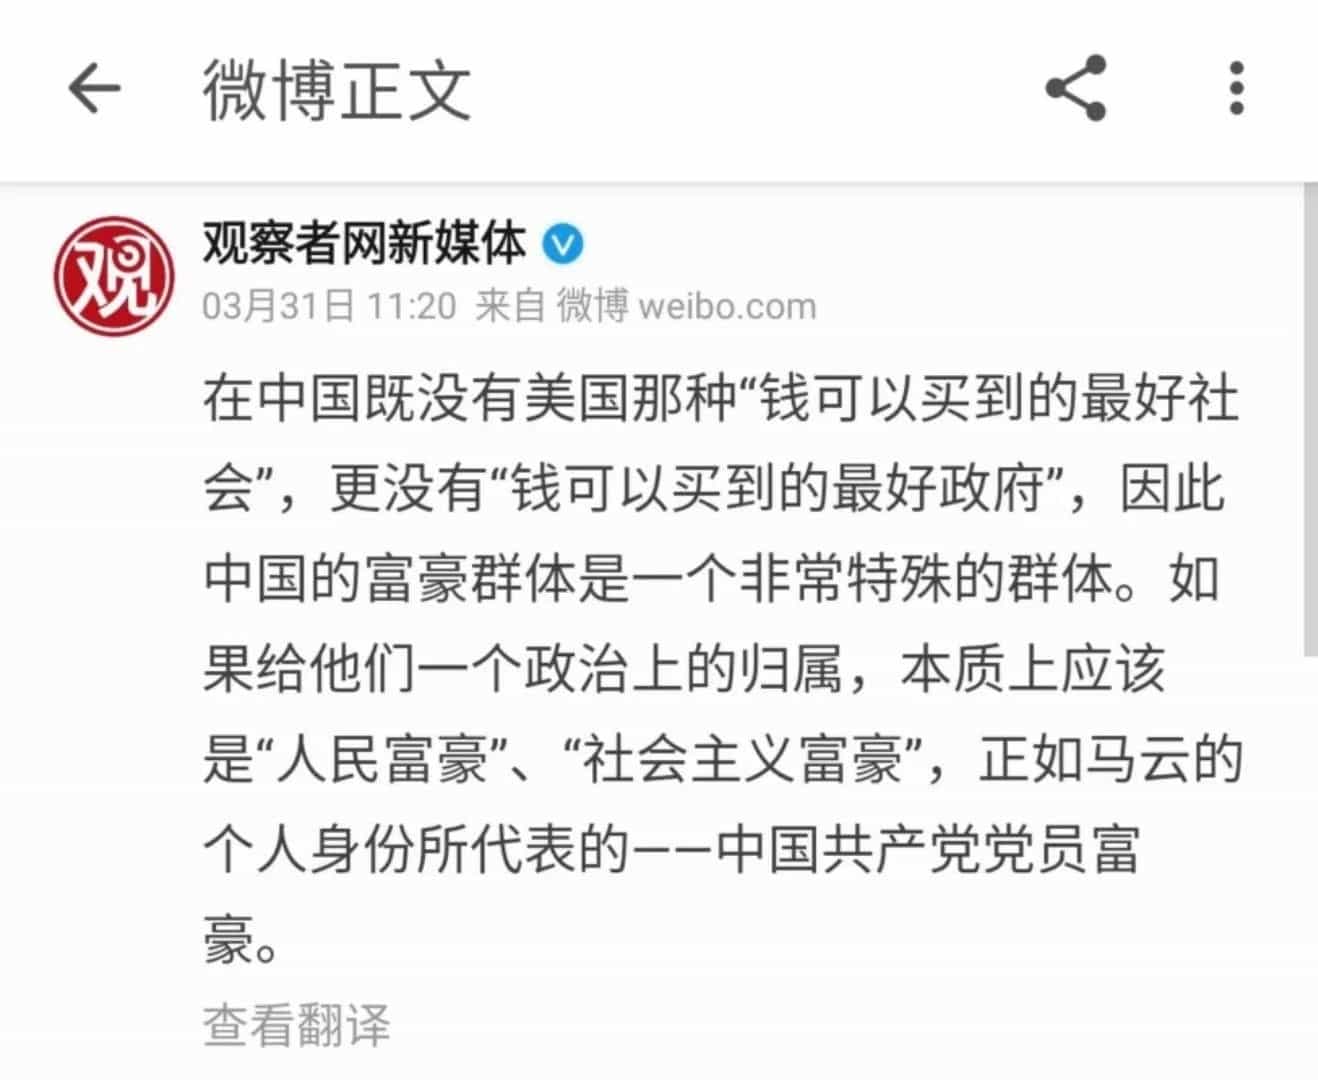 微博正文
观
观察者网新媒体
03月31日 11:20 来自 微博 weibo.com
在中国既没有美国那种“钱可以买到的最好社
会”，更没有“钱可以买到的最好政府”，因此
中国的富豪群体是一个非常特殊的群体。如
果给他们一个政治上的归属，本质上应该
是“人民富豪”、“社会主义富豪”，正如马云的
个人身份所代表的——中国共产党党员富
豪。
查看翻译